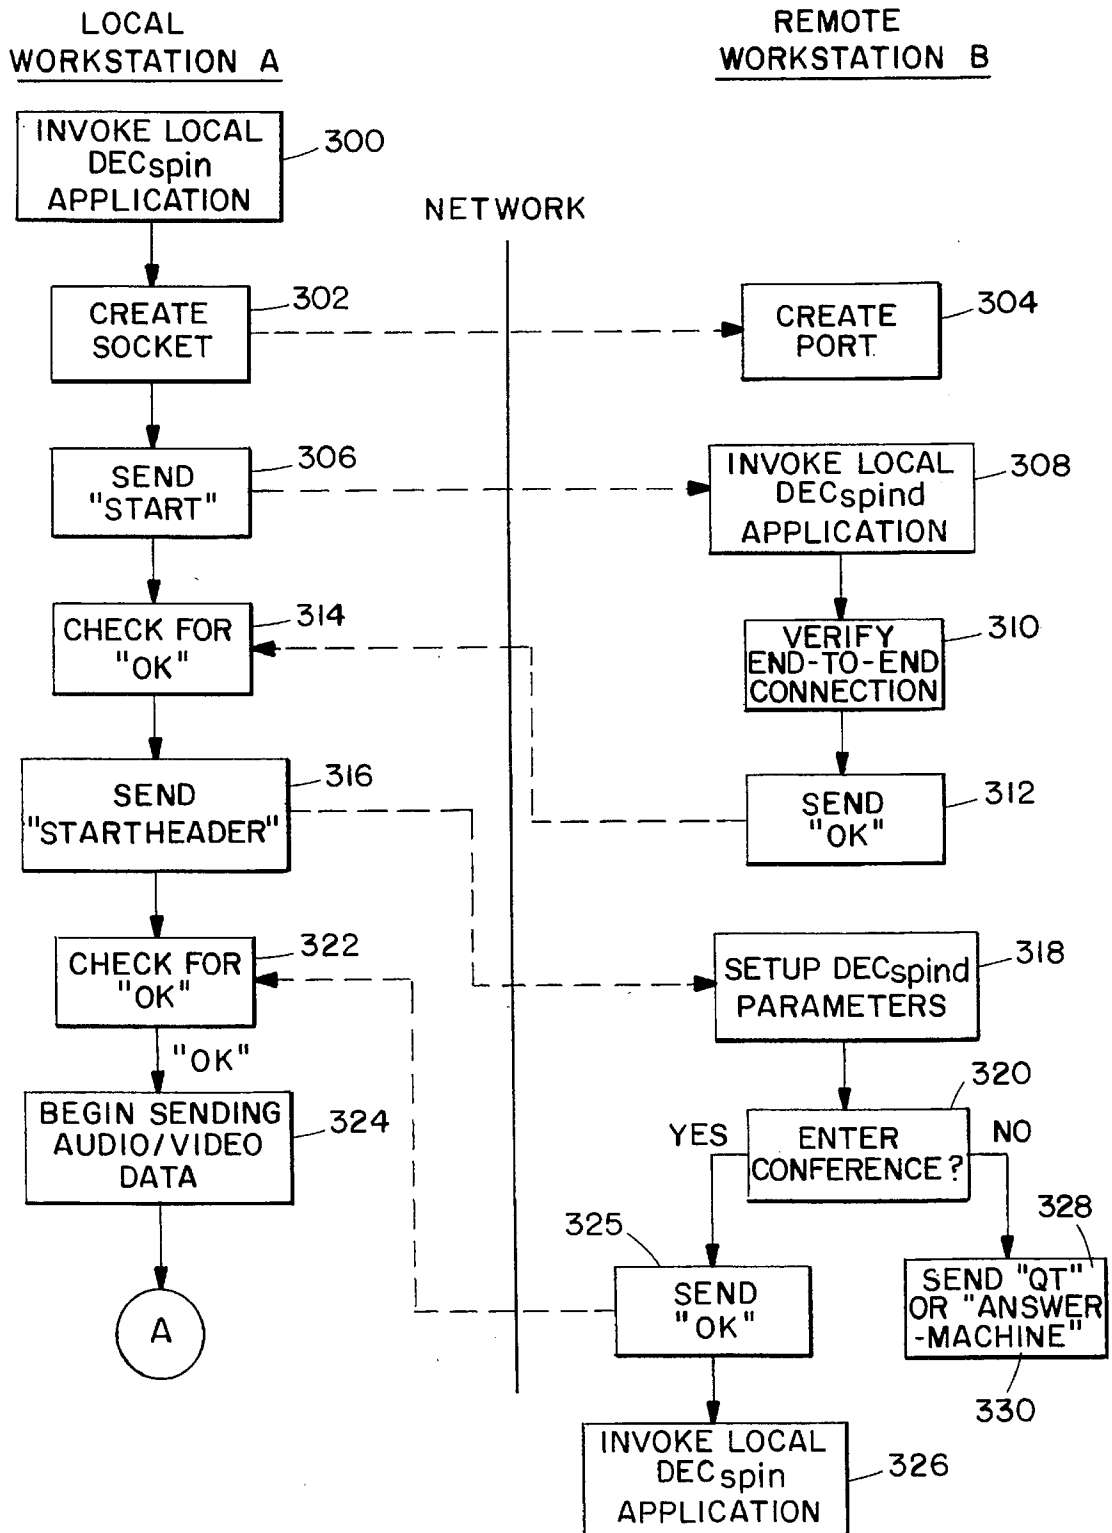 LOCAL
WORKSTATION A
REMOTE
WORKSTATION B
INVOKE LOCAL
DECspin
APPLICATION
300
NETWORK
CREATE
SOCKET
302
CREATE
PORT
304
SEND
"START"
306
INVOKE LOCAL
DECspind
APPLICATION
308
CHECK FOR
"OK"
314
VERIFY
END-TO-END
CONNECTION
310
SEND
"STARTHEADER"
316
SEND
"OK"
312
CHECK FOR
"OK"
322
"OK"
SETUP DECspind
PARAMETERS
318
BEGIN SENDING
AUDIO/VIDEO
DATA
324
ENTER
CONFERENCE?
320
YES
NO
A
SEND
"OK"
325
SEND "QT"
OR "ANSWER
-MACHINE"
328
330
INVOKE LOCAL
DECspin
APPLICATION
326